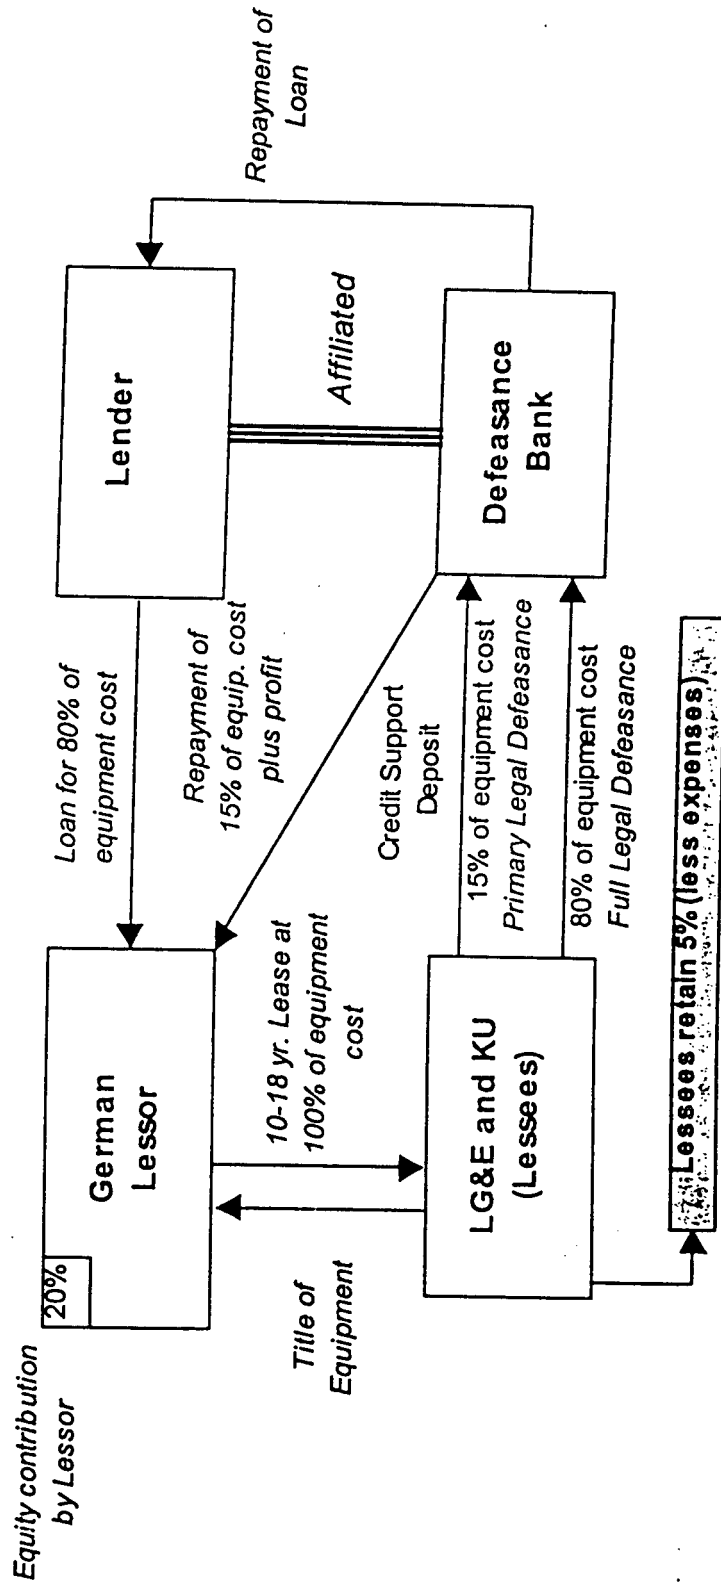 Equity contribution
by Lessor
20%
German
Lessor
Loan for 80% of
equipment cost
Lender
Repayment of
Loan
Repayment of
15% of equip. cost
plus profit
Affiliated
Title of
Equipment
10-18 yr. Lease at
100% of equipment
cost
Credit Support
Deposit
LG&E and KU
(Lessees)
15% of equipment cost
Primary Legal Defeasance
80% of equipment cost
Full Legal Defeasance
Defeasance
Bank
Lessees retain 5% (less expenses)